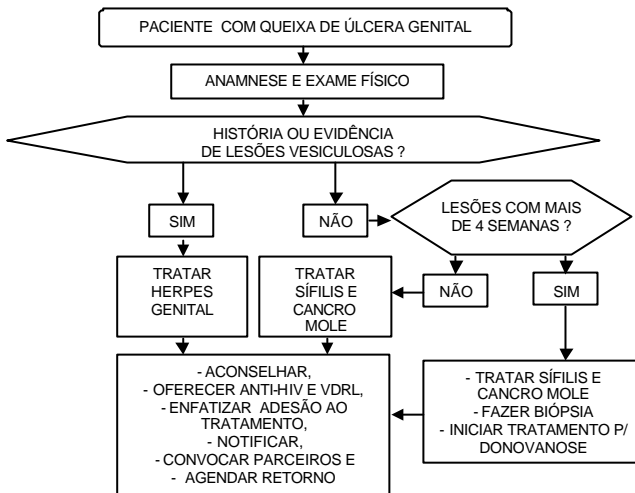 PACIENTE COM QUEIXA DE ÚLCERA GENITAL
ANAMNESE E EXAME FÍSICO
HISTÓRIA OU EVIDÊNCIA
DE LESÕES VESICULOSAS ?
SIM
NÃO
LESÕES COM MAIS
DE 4 SEMANAS ?
TRATAR
HERPES
GENITAL
TRATAR
SÍFILIS E
CANCRO
MOLE
NÃO
SIM
- ACONSELHAR,
- OFERECER ANTI-HIV E VDRL,
- ENFATIZAR ADESÃO AO
TRATAMENTO,
- NOTIFICAR,
- CONVOCAR PARCEIROS E
- AGENDAR RETORNO
- TRATAR SÍFILIS E
CANCRO MOLE
- FAZER BIÓPSIA
- INICIAR TRATAMENTO P/
DONOVANOSE